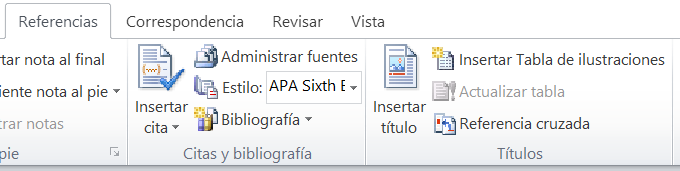 Referencias Correspondencia Revisar Vista
rtar nota al final
iente nota al pie
trar notas
pie
Insertar cita
Administrar fuentes
Estilo: APA Sixth E
Bibliografía
Citas y bibliografía
Insertar título
Insertar Tabla de ilustraciones
Actualizar tabla
Referencia cruzada
Títulos